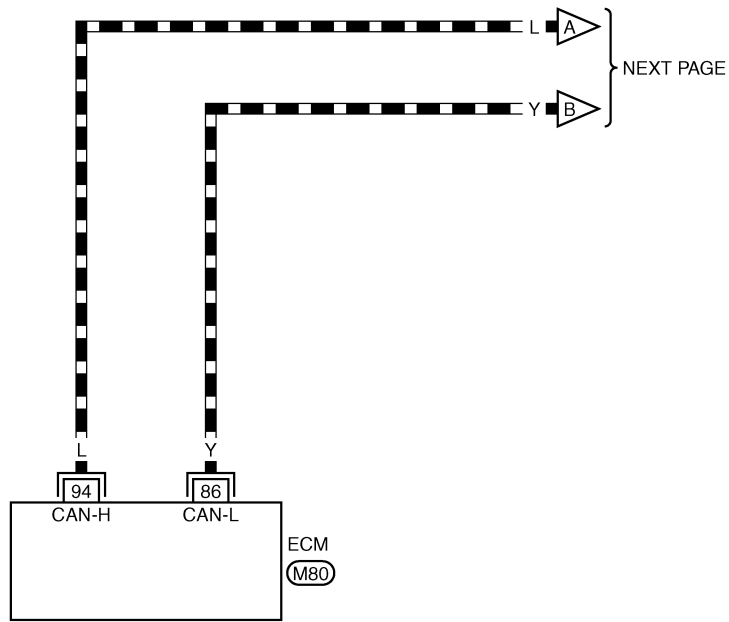 L A
NEXT PAGE
Y B
L Y
94 86
CAN-H CAN-L
ECM
M80